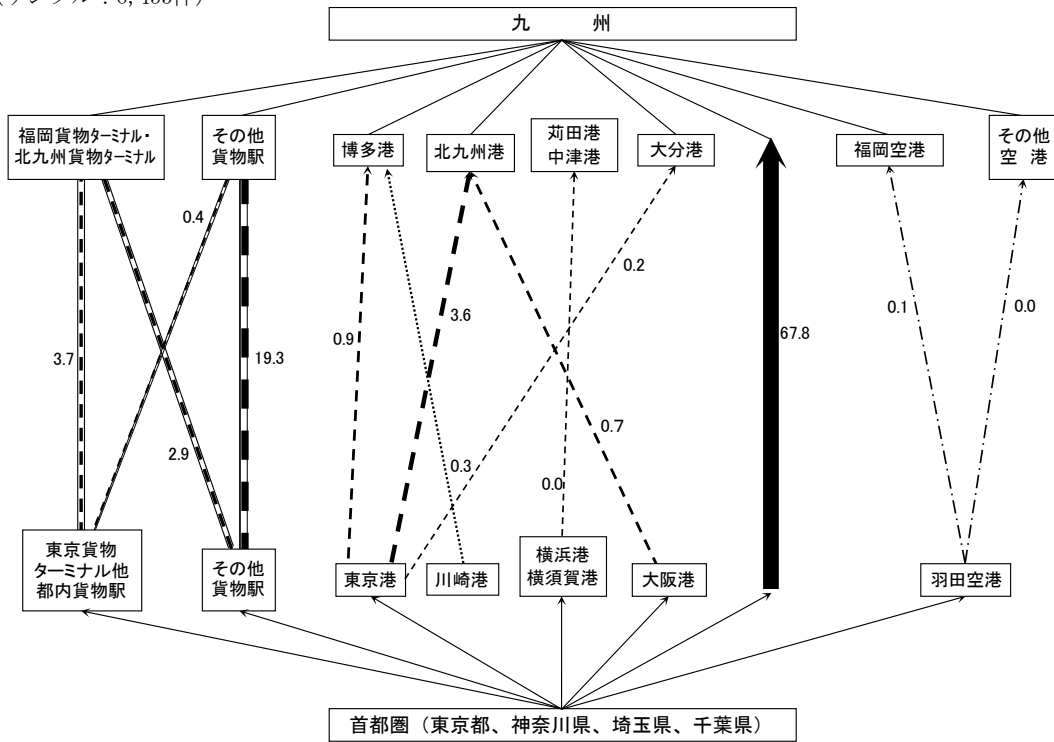 九　　　州
福岡貨物ターミナル・
北九州貨物ターミナル
その他
貨物駅
博多港
北九州港
苅田港
中津港
大分港
福岡空港
その他
空　港
0.4
0.2
0.1
0.0
3.7
19.3
0.9
3.6
67.8
2.9
0.3
0.0
0.7
東京貨物
ターミナル他
都内貨物駅
その他
貨物駅
東京港
川崎港
横浜港
横須賀港
大阪港
羽田空港
首都圏（東京都、神奈川県、埼玉県、千葉県）